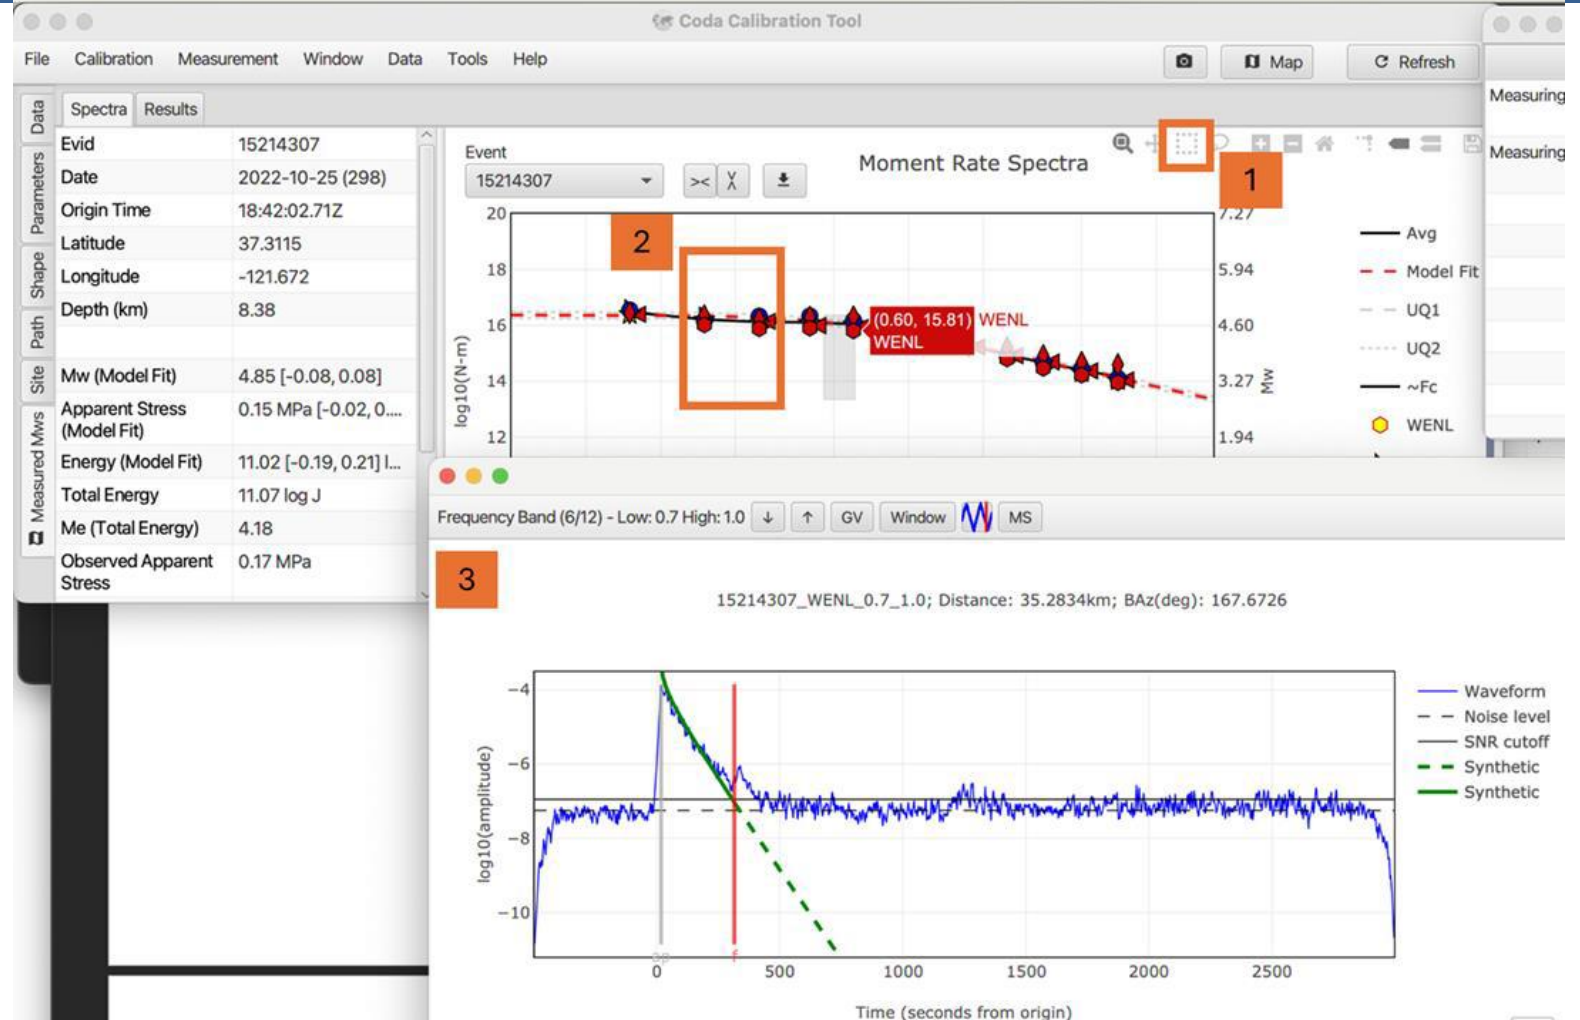 Coda Calibration Tool
File Calibration Measurement Window Data Tools Help
Map Refresh
Measuring
Measuring
Data
Parameters
Shape
Path
Site
Measured Mws
Spectra Results
Evid 15214307
Date 2022-10-25 (298)
Origin Time 18:42:02.71Z
Latitude 37.3115
Longitude -121.672
Depth (km) 8.38
Mw (Model Fit) 4.85 [-0.08, 0.08]
Apparent Stress (Model Fit) 0.15 MPa [-0.02, 0....
Energy (Model Fit) 11.02 [-0.19, 0.21] l...
Total Energy 11.07 log J
Me (Total Energy) 4.18
Observed Apparent Stress 0.17 MPa
Event
15214307
Moment Rate Spectra
1
2
20
18
16
14
12
log10(N-m)
7.27
5.94
4.60
3.27
1.94
Mw
(0.60, 15.81) WENL
WENL
Avg
Model Fit
UQ1
UQ2
~Fc
WENL
Frequency Band (6/12) - Low: 0.7 High: 1.0 ↓ ↑ GV Window MS
3
15214307_WENL_0.7_1.0; Distance: 35.2834km; BAz(deg): 167.6726
−4
−6
−8
−10
log10(amplitude)
Waveform
Noise level
SNR cutoff
Synthetic
Synthetic
f
0 500 1000 1500 2000 2500
Time (seconds from origin)